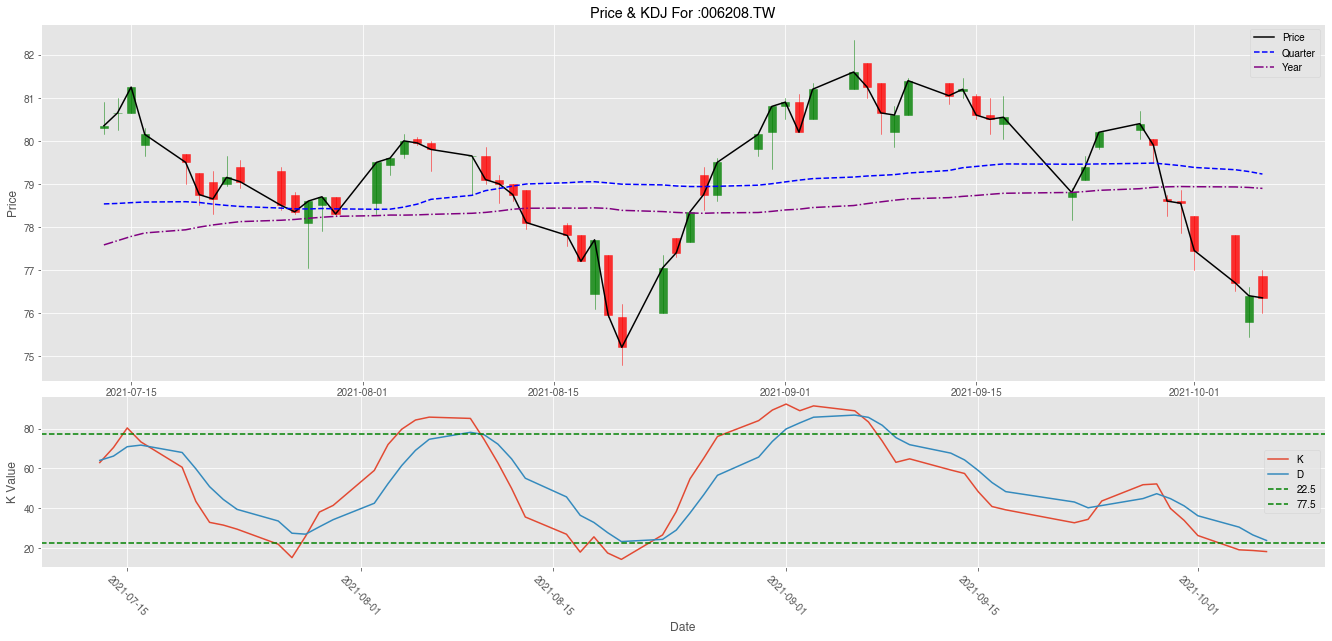 Price & KDJ For :006208.TW
Price
Quarter
Year
82
81
80
79
78
77
76
75
Price
2021-07-15
2021-08-01
2021-08-15
2021-09-01
2021-09-15
2021-10-01
K
D
22.5
77.5
80
60
40
20
K Value
2021-07-15
2021-08-01
2021-08-15
2021-09-01
2021-09-15
2021-10-01
Date